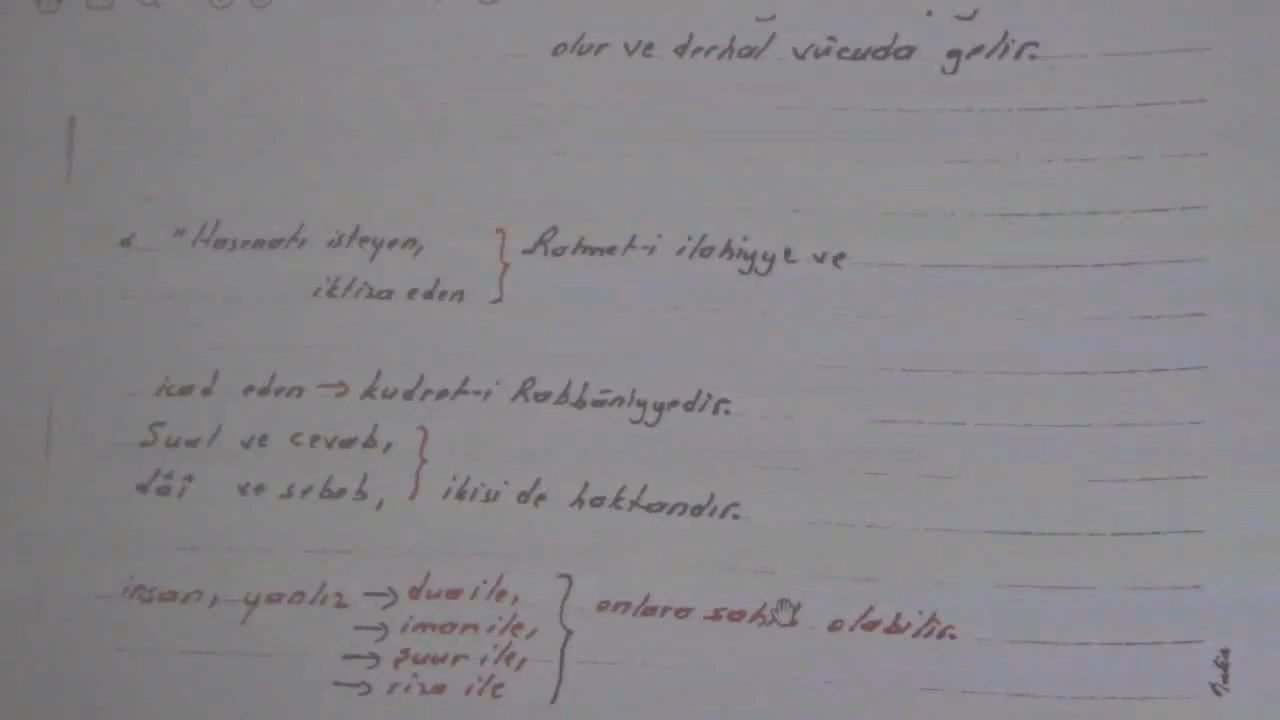 olur ve derhal vücuda gelir.
"Hasenatı isteyen, } Rahmet-i ilahiyye ve
iktiza eden
icad eden → kudret-i Rabbâniyyedir.
Sual ve cevab,
dâî ve sebeb, } ikisi de haktandır.
insan, yanlız → dua ile, } onlara sahib olabilir.
→ iman ile,
→ şuur ile,
→ rıza ile